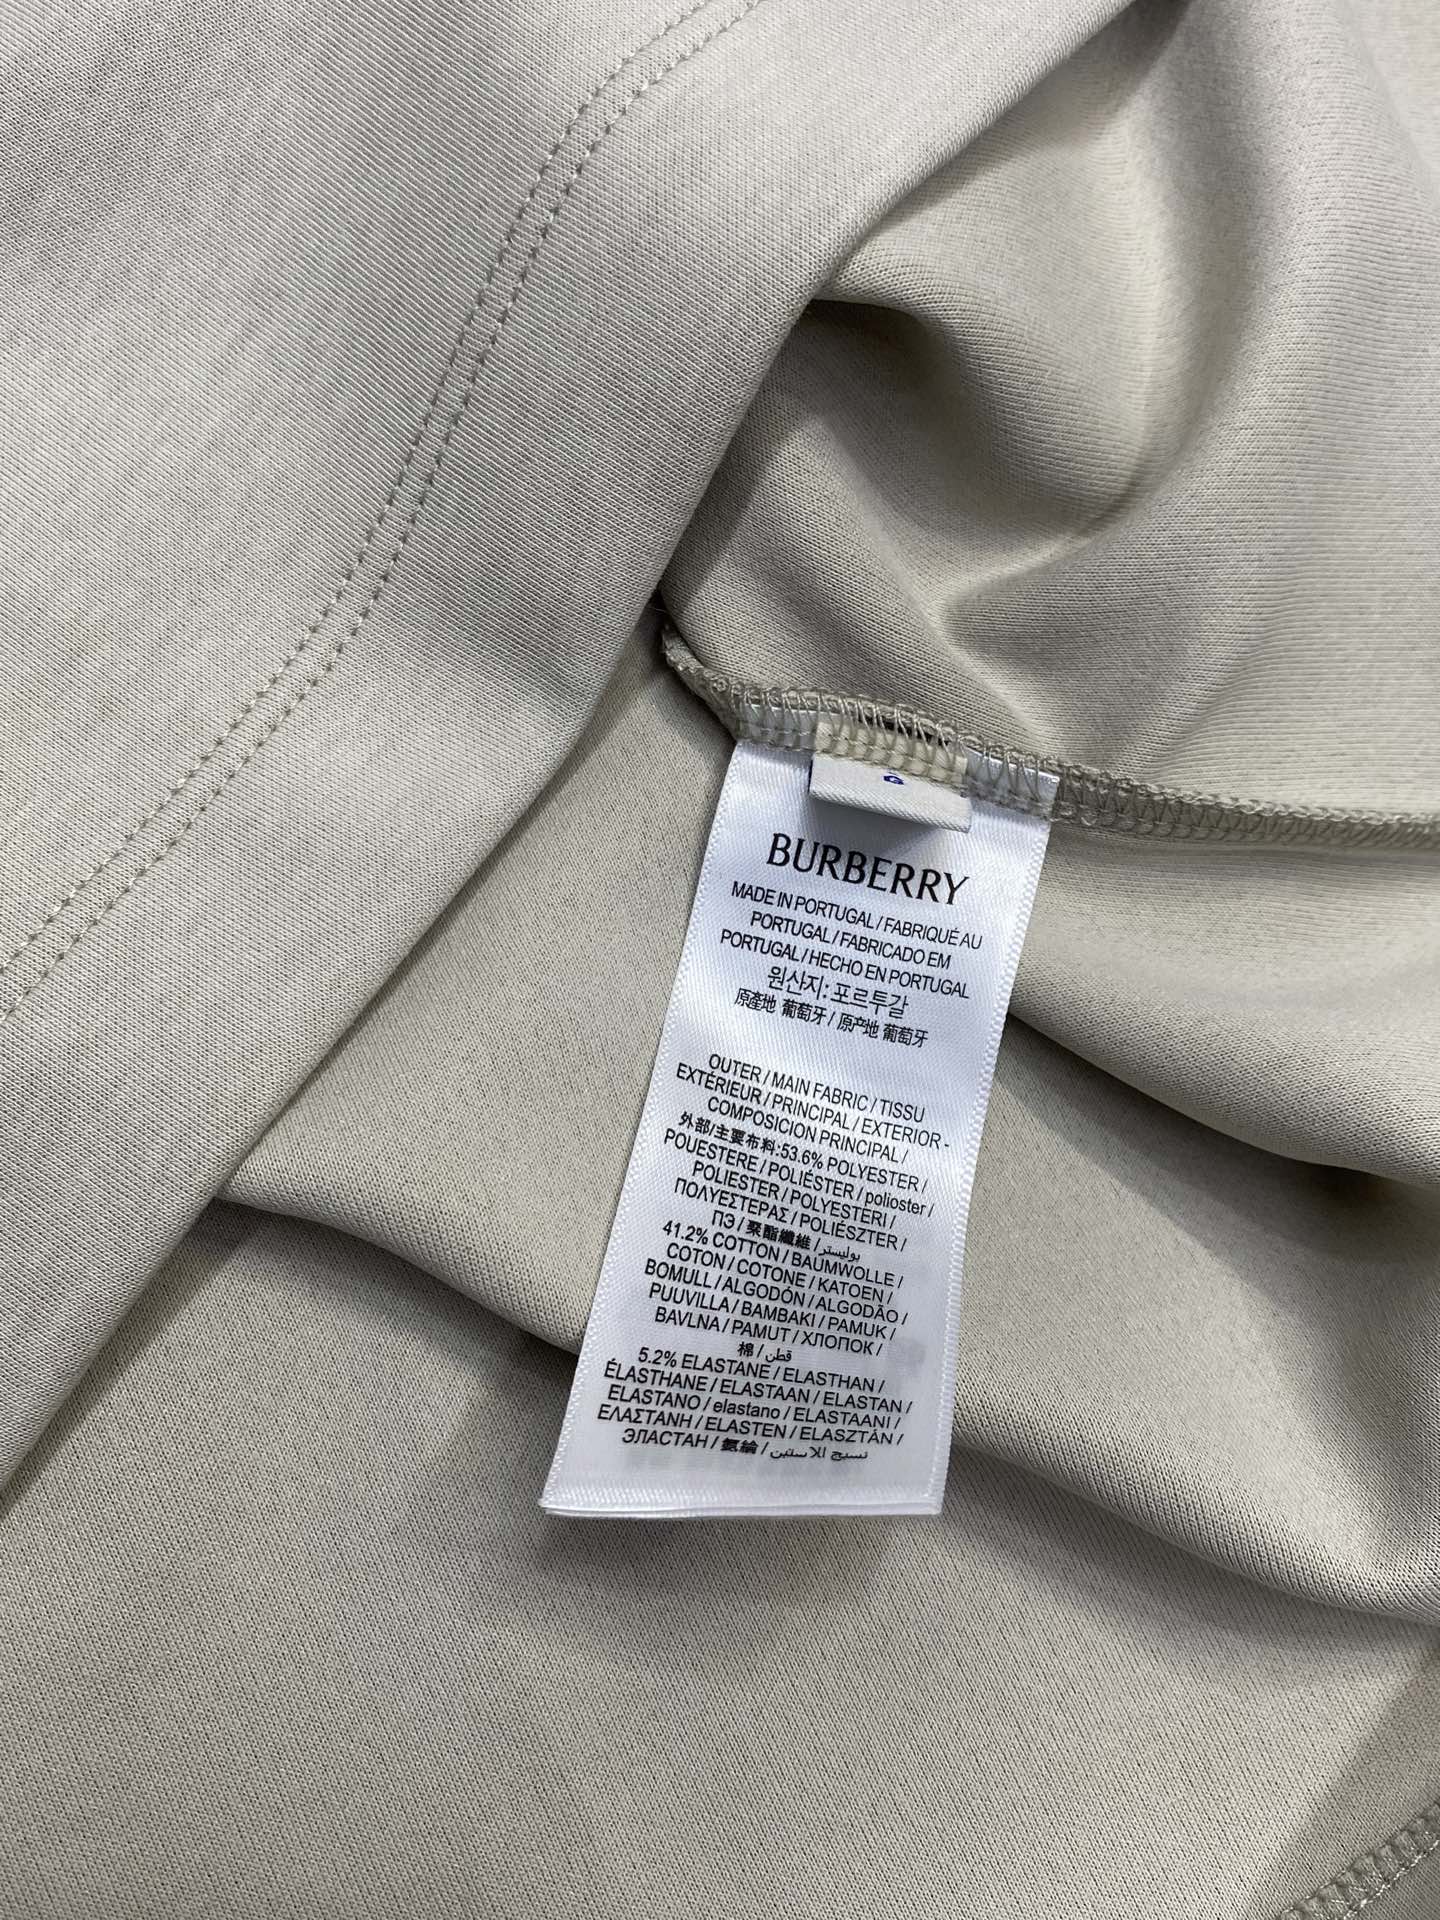 BURBERRY
MADE IN PORTUGAL / FABRIQUÉ AU
PORTUGAL / FABRICADO EM
PORTUGAL / HECHO EN PORTUGAL
원산지: 포르투갈
原產地 葡萄牙 / 原产地 葡萄牙
OUTER / MAIN FABRIC / TISSU
EXTÉRIEUR / PRINCIPAL / EXTERIOR -
COMPOSICION PRINCIPAL /
外部/主要布料:53.6% POLYESTER /
POUESTERE / POLIÉSTER / polioster /
POLIESTER / POLYESTERI /
ΠΟΛΥΕΣΤΕΡΑΣ / POLIÉSZTER /
ПЭ / 聚酯纖維 / بوليستر
41.2% COTTON / BAUMWOLLE /
COTON / COTONE / KATOEN /
BOMULL / ALGODÓN / ALGODÃO /
PUUVILLA / BAMBAKI / PAMUK /
BAVLNA / PAMUT / ХЛОПОК /
棉 / قطن
5.2% ELASTANE / ELASTHAN /
ÉLASTHANE / ELASTAAN / ELASTAN /
ELASTANO / elastano / ELASTAANI /
ΕΛΑΣΤΑΝΗ / ELASTEN / ELASZTÁN /
ЭЛАСТАН / 氨綸 / نسيج الاستين